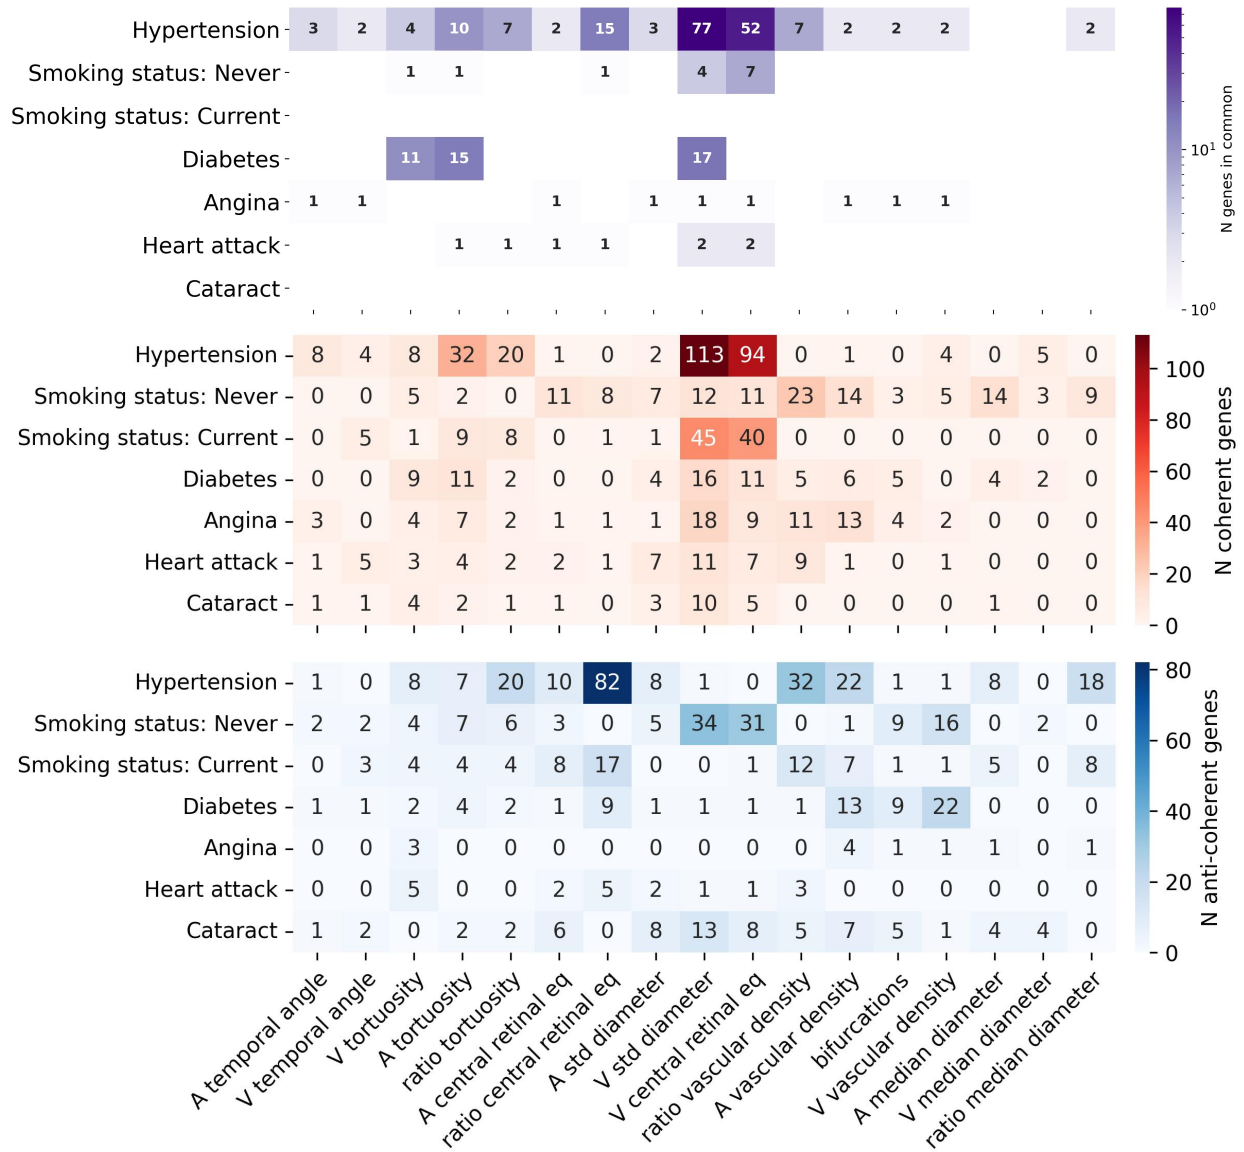 Hypertension 3 2 4 10 7 2 15 3 77 52 7 2 2 2 2
Smoking status: Never 1 1 1 4 7
Smoking status: Current
Diabetes 11 15 17
Angina 1 1 1 1 1 1 1 1 1
Heart attack 1 1 1 1 2 2
Cataract
10¹
10⁰
N genes in common
Hypertension 8 4 8 32 20 1 0 2 113 94 0 1 0 4 0 5 0
Smoking status: Never 0 0 5 2 0 11 8 7 12 11 23 14 3 5 14 3 9
Smoking status: Current 0 5 1 9 8 0 1 1 45 40 0 0 0 0 0 0 0
Diabetes 0 0 9 11 2 0 0 4 16 11 5 6 5 0 4 2 0
Angina 3 0 4 7 2 1 1 1 18 9 11 13 4 2 0 0 0
Heart attack 1 5 3 4 2 2 1 7 11 7 9 1 0 1 0 0 0
Cataract 1 1 4 2 1 1 0 3 10 5 0 0 0 0 1 0 0
100
80
60
40
20
0
N coherent genes
Hypertension 1 0 8 7 20 10 82 8 1 0 32 22 1 1 8 0 18
Smoking status: Never 2 2 4 7 6 3 0 5 34 31 0 1 9 16 0 2 0
Smoking status: Current 0 3 4 4 4 8 17 0 0 1 12 7 1 1 5 0 8
Diabetes 1 1 2 4 2 1 9 1 1 1 1 13 9 22 0 0 0
Angina 0 0 3 0 0 0 0 0 0 0 0 4 1 1 1 0 1
Heart attack 0 0 5 0 0 2 5 2 1 1 3 0 0 0 0 0 0
Cataract 1 2 0 2 2 6 0 8 13 8 5 7 5 1 4 4 0
80
60
40
20
0
N anti-coherent genes
A temporal angle
V temporal angle
V tortuosity
A tortuosity
ratio tortuosity
A central retinal eq
ratio central retinal eq
A std diameter
V std diameter
V central retinal eq
ratio vascular density
A vascular density
bifurcations
V vascular density
A median diameter
V median diameter
ratio median diameter